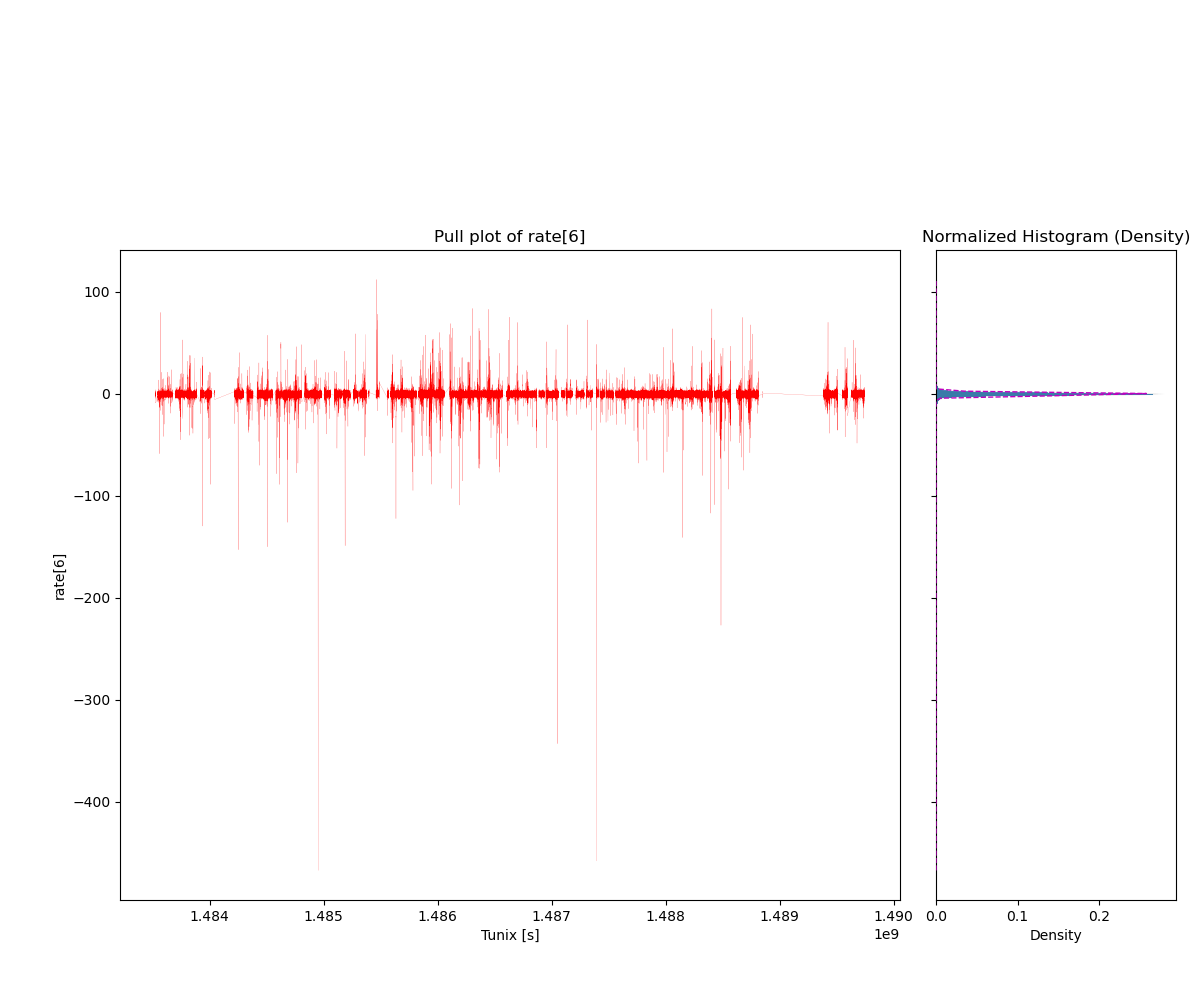 Pull plot of rate[6]
Normalized Histogram (Density)
100
0
−100
−200
−300
−400
rate[6]
1.484
1.485
1.486
1.487
1.488
1.489
1.490
1e9
Tunix [s]
0.0
0.1
0.2
Density